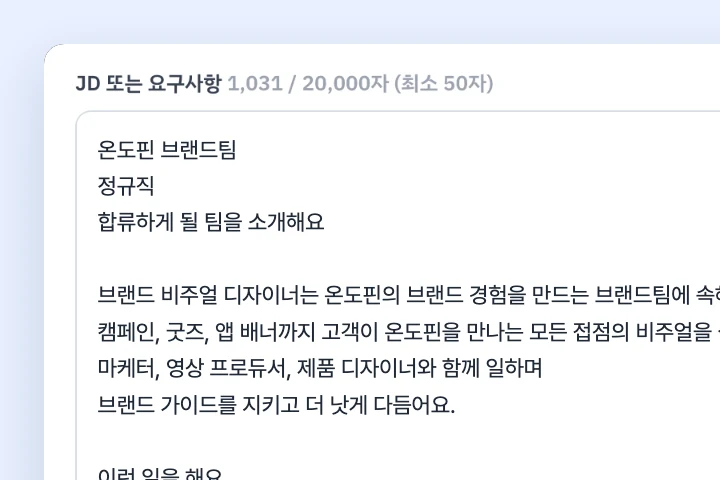 JD 또는 요구사항 1,031 / 20,000자 (최소 50자)
온도핀 브랜드팀
정규직
합류하게 될 팀을 소개해요
브랜드 비주얼 디자이너는 온도핀의 브랜드 경험을 만드는 브랜드팀에
캠페인, 굿즈, 앱 배너까지 고객이 온도핀을 만나는 모든 접점의 비주얼을
마케터, 영상 프로듀서, 제품 디자이너와 함께 일하며
브랜드 가이드를 지키고 더 낫게 다듬어요.
이런 일을 해요